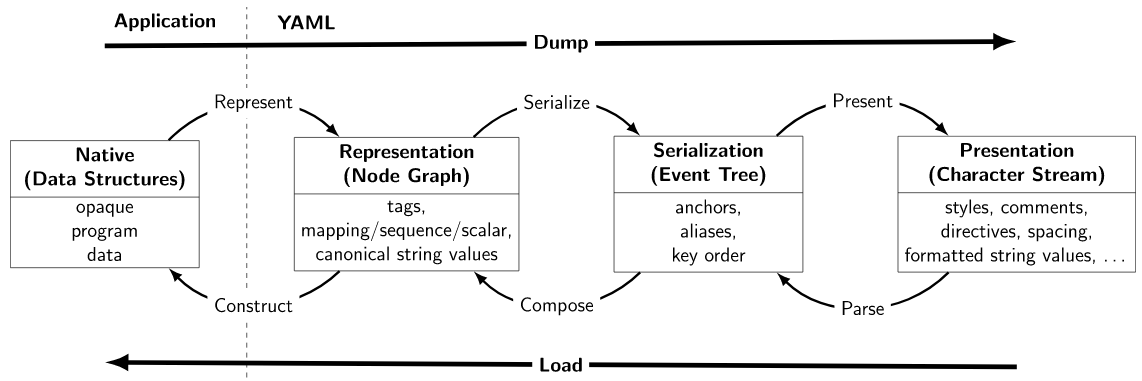 Application
YAML
Dump
Represent
Serialize
Present
Native
(Data Structures)
opaque
program
data
Representation
(Node Graph)
tags,
mapping/sequence/scalar,
canonical string values
Serialization
(Event Tree)
anchors,
aliases,
key order
Presentation
(Character Stream)
styles, comments,
directives, spacing,
formatted string values, ...
Construct
Compose
Parse
Load